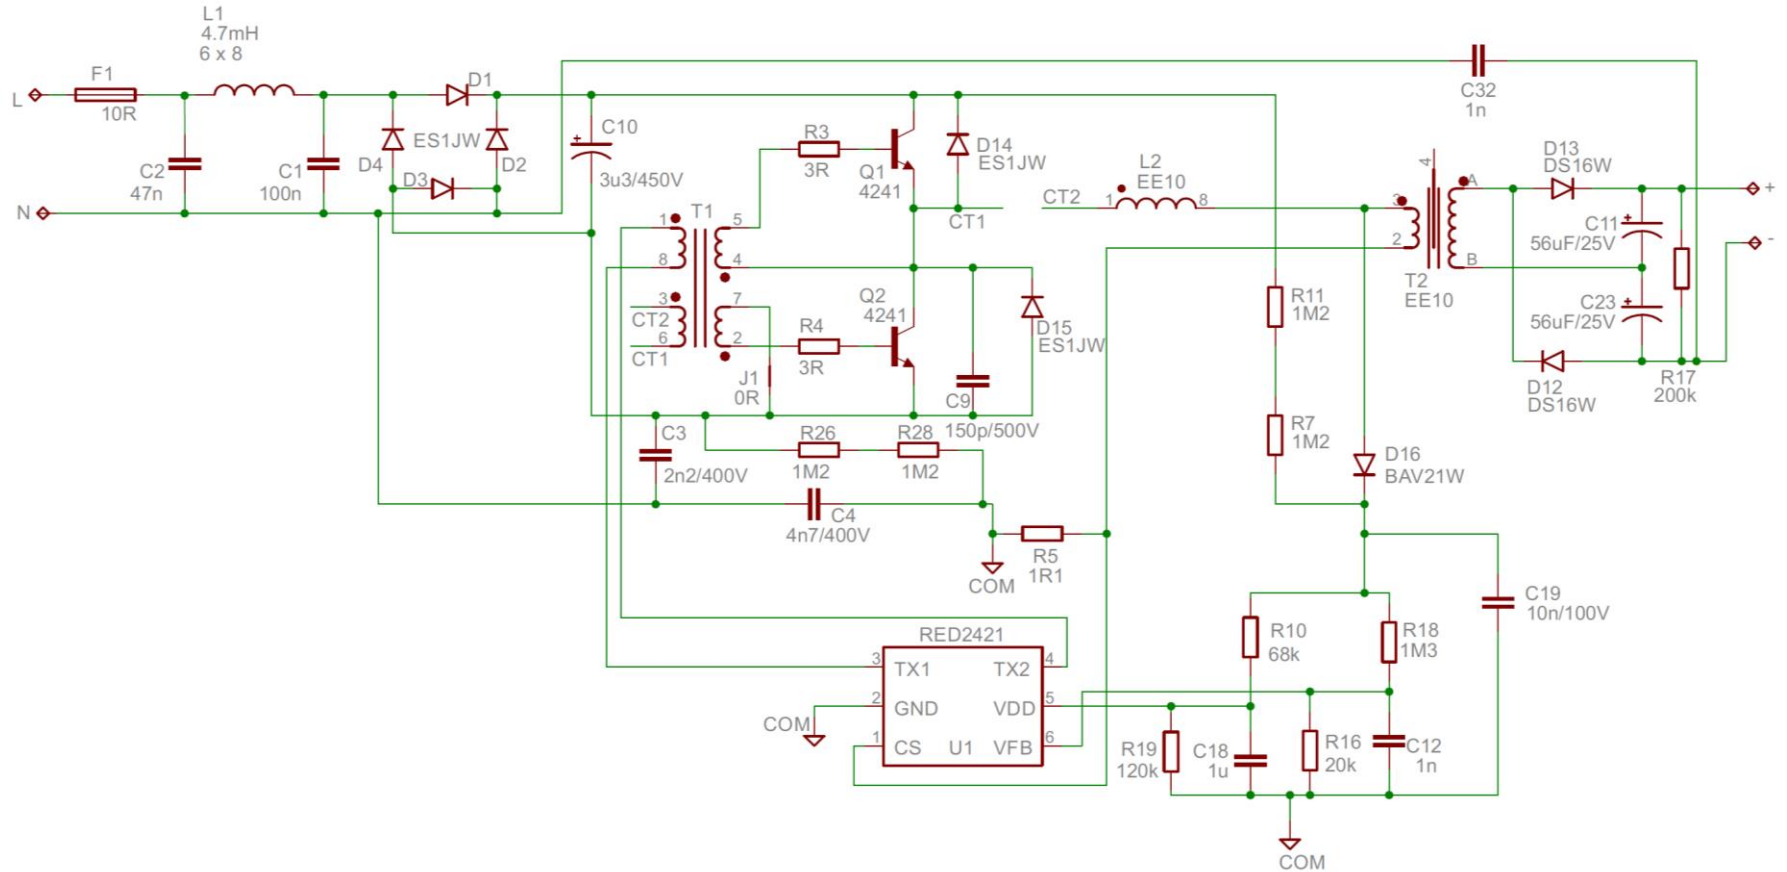 L1
4.7mH
6 x 8
F1
10R
L
N
C2
47n
C1
100n
D1
D4
ES1JW
D2
D3
C10
3u3/450V
R3
3R
Q1
4241
D14
ES1JW
CT1
CT2
L2
EE10
1
8
C32
1n
4
3
2
A
B
T2
EE10
D13
DS16W
C11
56uF/25V
C23
56uF/25V
D12
DS16W
R17
200k
+
-
T1
1
8
3
6
5
4
7
2
CT2
CT1
R4
3R
Q2
4241
J1
0R
C9
150p/500V
D15
ES1JW
R11
1M2
R7
1M2
D16
BAV21W
C3
2n2/400V
R26
1M2
R28
1M2
C4
4n7/400V
COM
R5
1R1
RED2421
3
TX1
TX2
4
2
GND
VDD
5
1
CS
U1
VFB
6
COM
R10
68k
R18
1M3
C19
10n/100V
R19
120k
C18
1u
R16
20k
C12
1n
COM